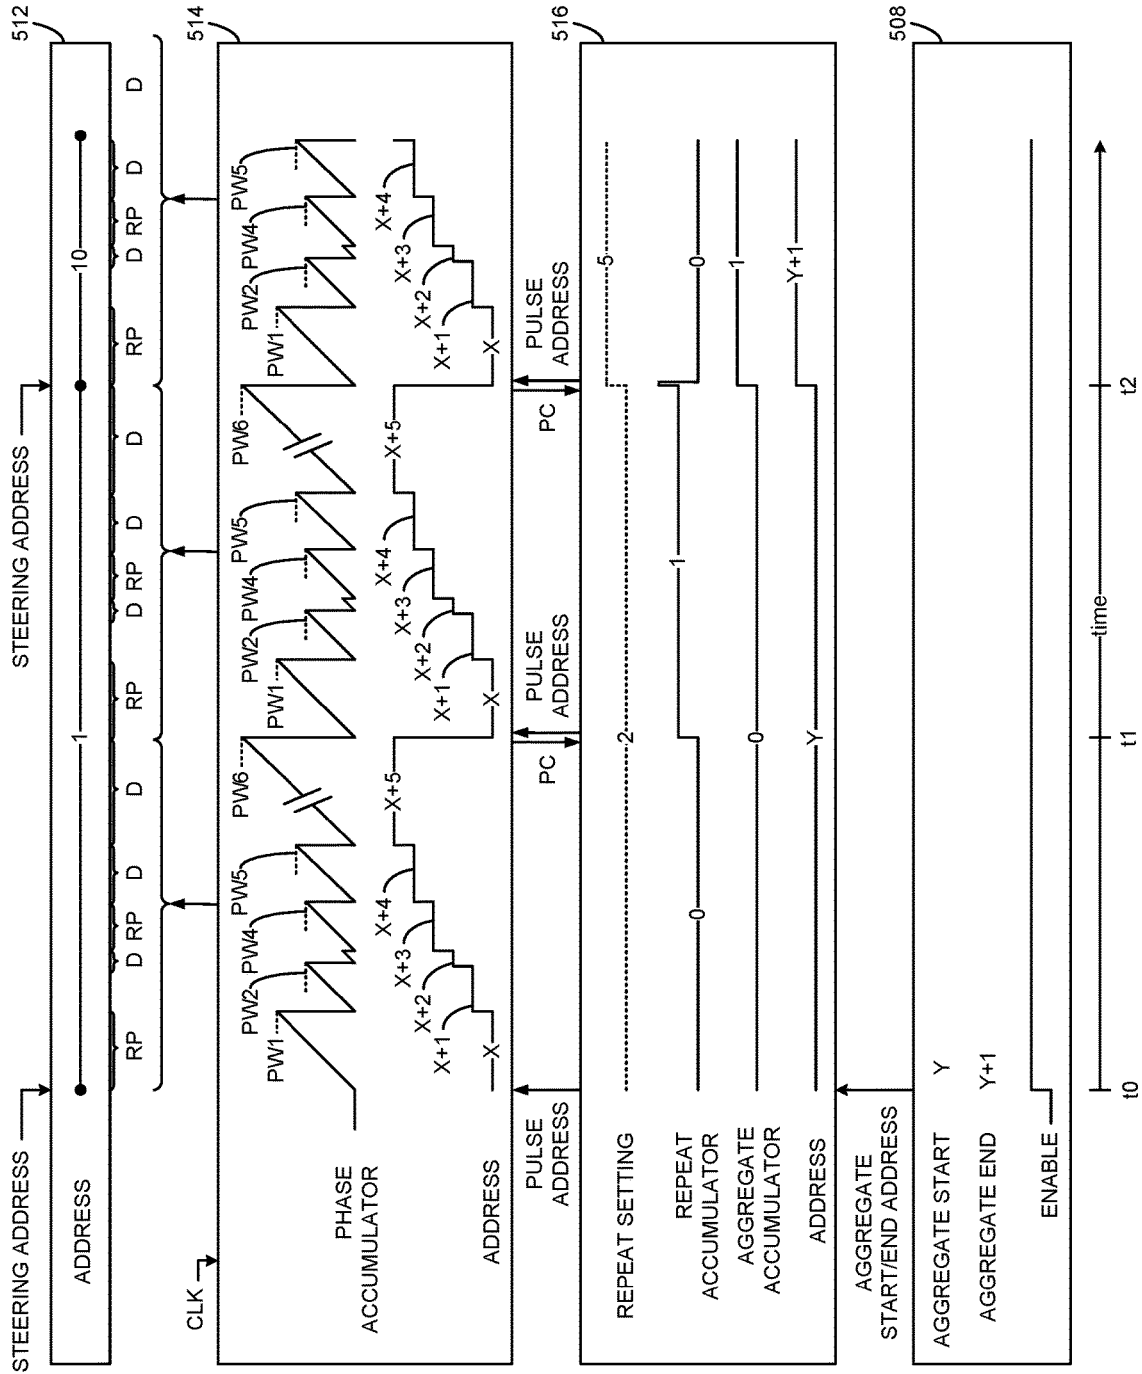 STEERING ADDRESS STEERING ADDRESS 512
ADDRESS 1 10
RP D RP D D RP D RP D D RP D RP D D
CLK 514
PW1 PW2 PW4 PW5 PW6 PW1 PW2 PW4 PW5 PW6 PW1 PW2 PW4 PW5
PHASE
ACCUMULATOR
X+5 X+5
X+4 X+4 X+4
X+3 X+3 X+3
X+2 X+2 X+2
X+1 X+1 X+1
ADDRESS X X X
PULSE
ADDRESS
PC
PULSE
ADDRESS
PC
PULSE
ADDRESS
516
REPEAT SETTING 2 5
REPEAT
ACCUMULATOR 0 1 0
AGGREGATE
ACCUMULATOR 0 1
ADDRESS Y Y+1
AGGREGATE
START/END ADDRESS
508
AGGREGATE START Y
AGGREGATE END Y+1
ENABLE
time
t0 t1 t2